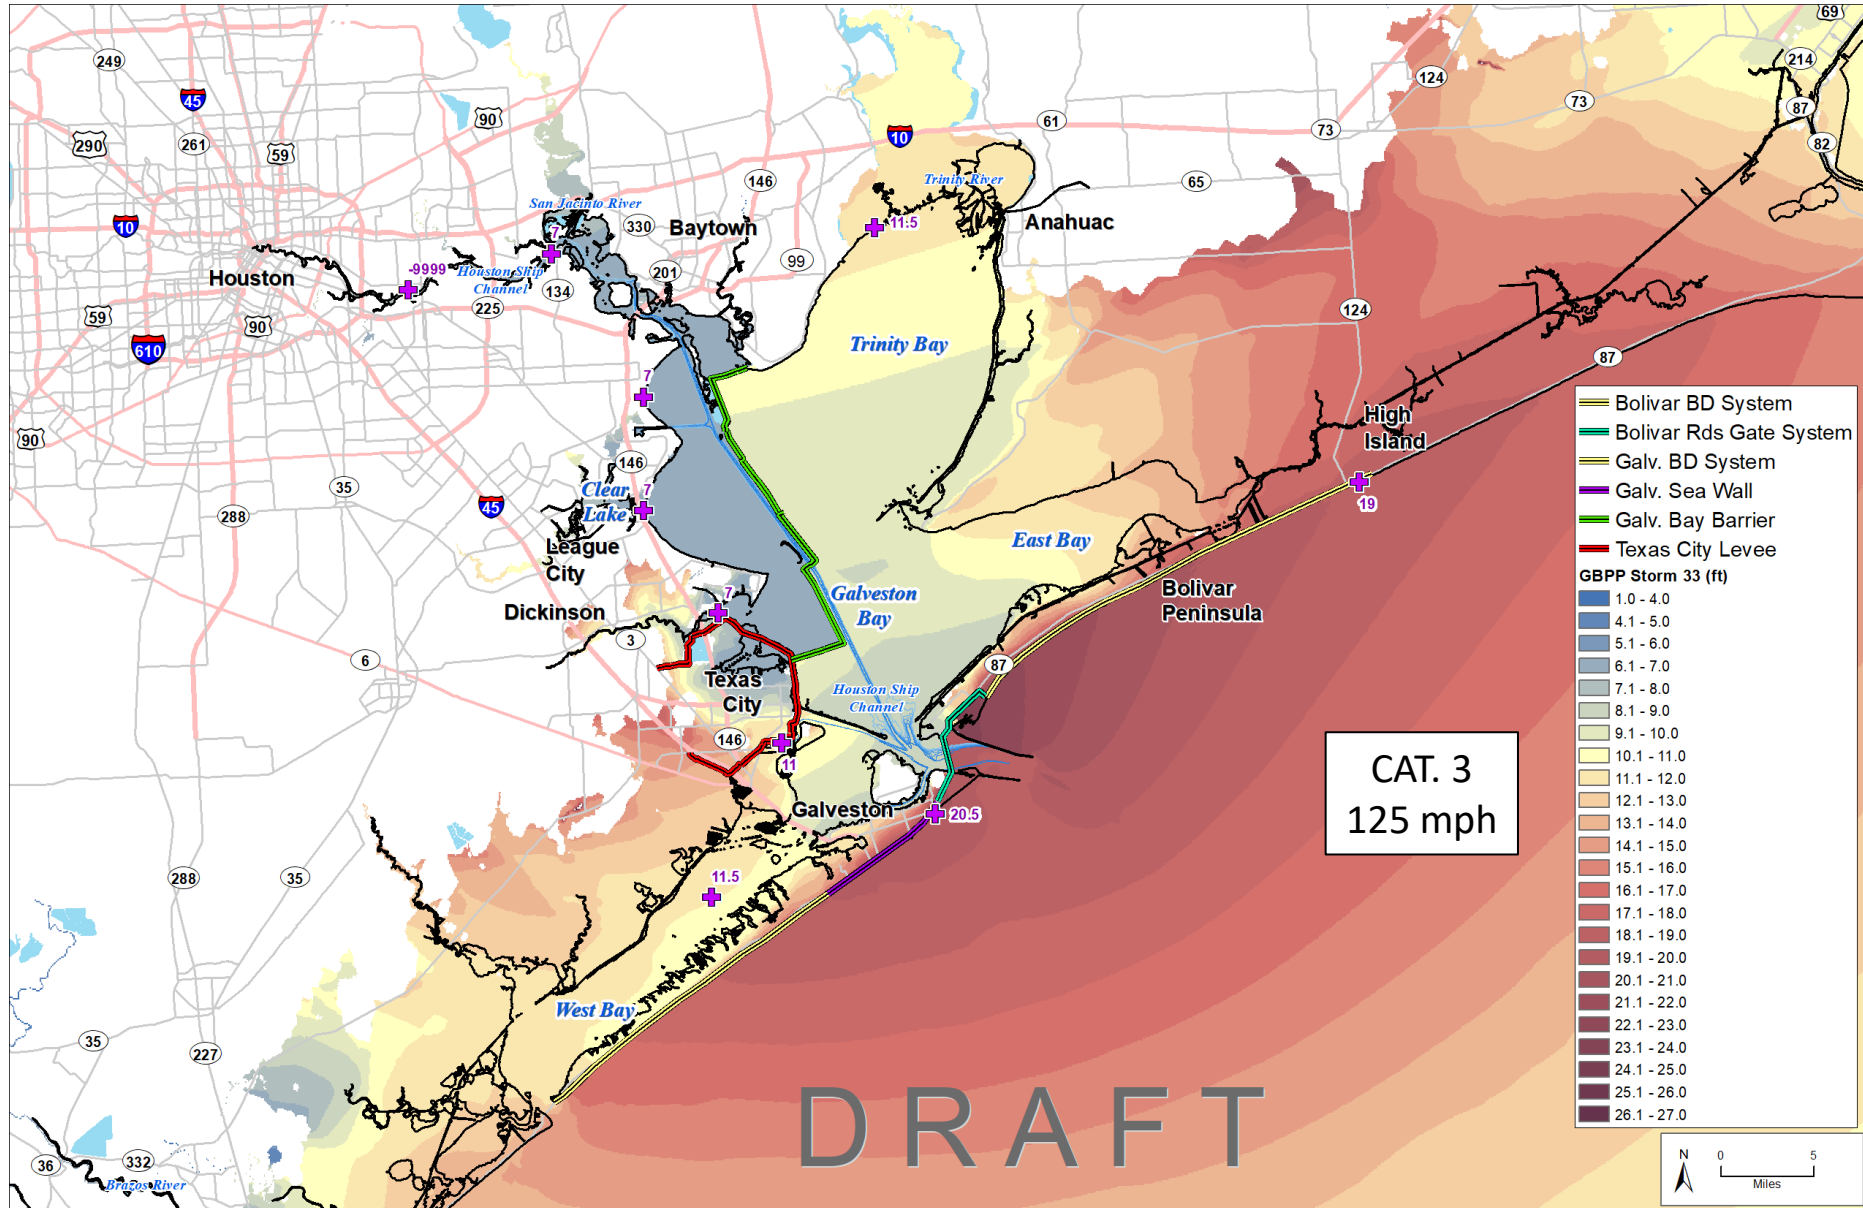 249
45
290
261
59
90
10
61
124
73
73
214
69
87
82
146
65
Trinity River
San Jacinto River
330
Baytown
11.5
Anahuac
7
10
Houston
-9999
Houston Ship
Channel
134
201
99
225
59
90
610
124
87
Trinity Bay
7
High
Island
90
146
35
45
288
Clear
Lake
7
19
League
City
East Bay
Dickinson
7
Galveston
Bay
Bolivar
Peninsula
3
6
87
Texas
City
Houston Ship
Channel
146
11
Galveston
20.5
288
35
11.5
West Bay
35
227
36
332
Brazos River
Bolivar BD System
Bolivar Rds Gate System
Galv. BD System
Galv. Sea Wall
Galv. Bay Barrier
Texas City Levee
GBPP Storm 33 (ft)
1.0 - 4.0
4.1 - 5.0
5.1 - 6.0
6.1 - 7.0
7.1 - 8.0
8.1 - 9.0
9.1 - 10.0
10.1 - 11.0
11.1 - 12.0
12.1 - 13.0
13.1 - 14.0
14.1 - 15.0
15.1 - 16.0
16.1 - 17.0
17.1 - 18.0
18.1 - 19.0
19.1 - 20.0
20.1 - 21.0
21.1 - 22.0
22.1 - 23.0
23.1 - 24.0
24.1 - 25.0
25.1 - 26.0
26.1 - 27.0
CAT. 3
125 mph
DRAFT
N
0 5
Miles